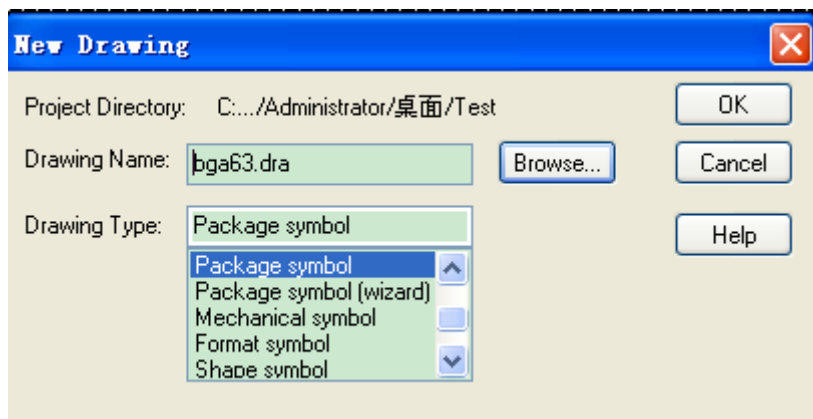 New Drawing
Project Directory: C:.../Administrator/桌面/Test
OK
Drawing Name: bga63.dra
Browse...
Cancel
Drawing Type: Package symbol
Help
Package symbol
Package symbol (wizard)
Mechanical symbol
Format symbol
Shape symbol